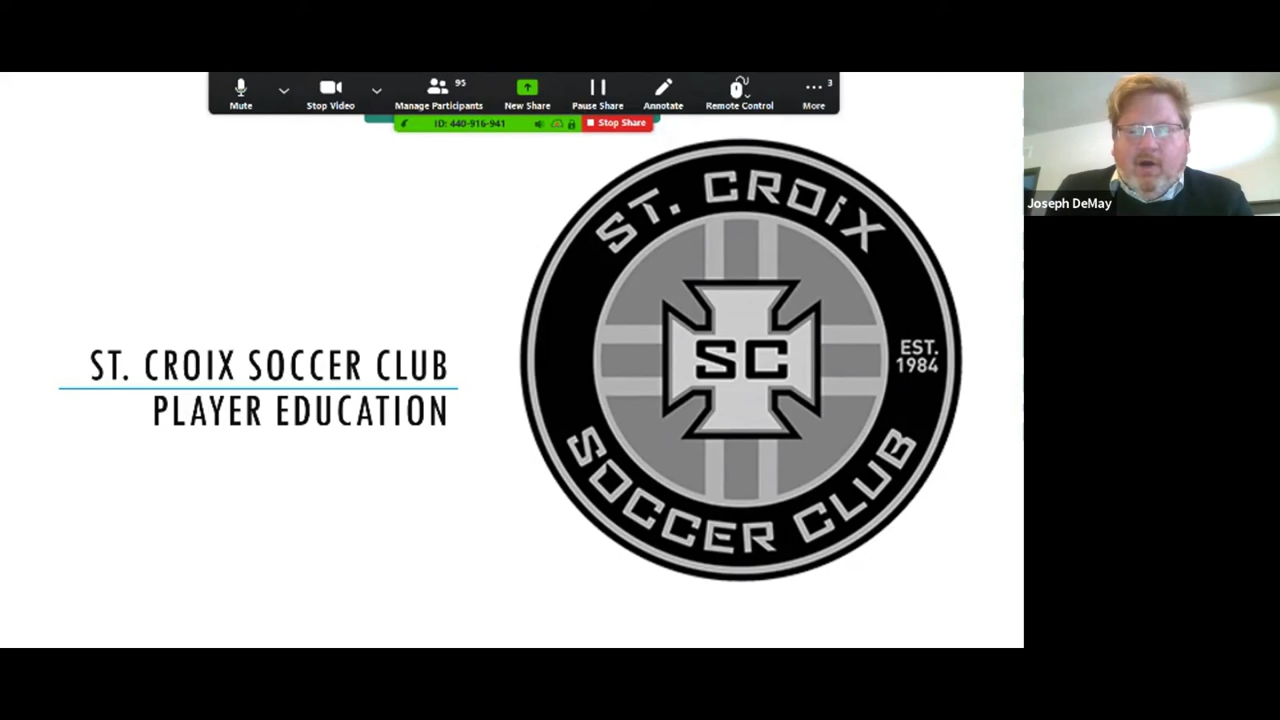 95
3
Mute
Stop Video
Manage Participants
New Share
Pause Share
Annotate
Remote Control
More
ID: 440-916-941
Stop Share
Joseph DeMay
ST. CROIX SOCCER CLUB
PLAYER EDUCATION
ST. CROiX
SC
EST.
1984
SOCCER CLUB